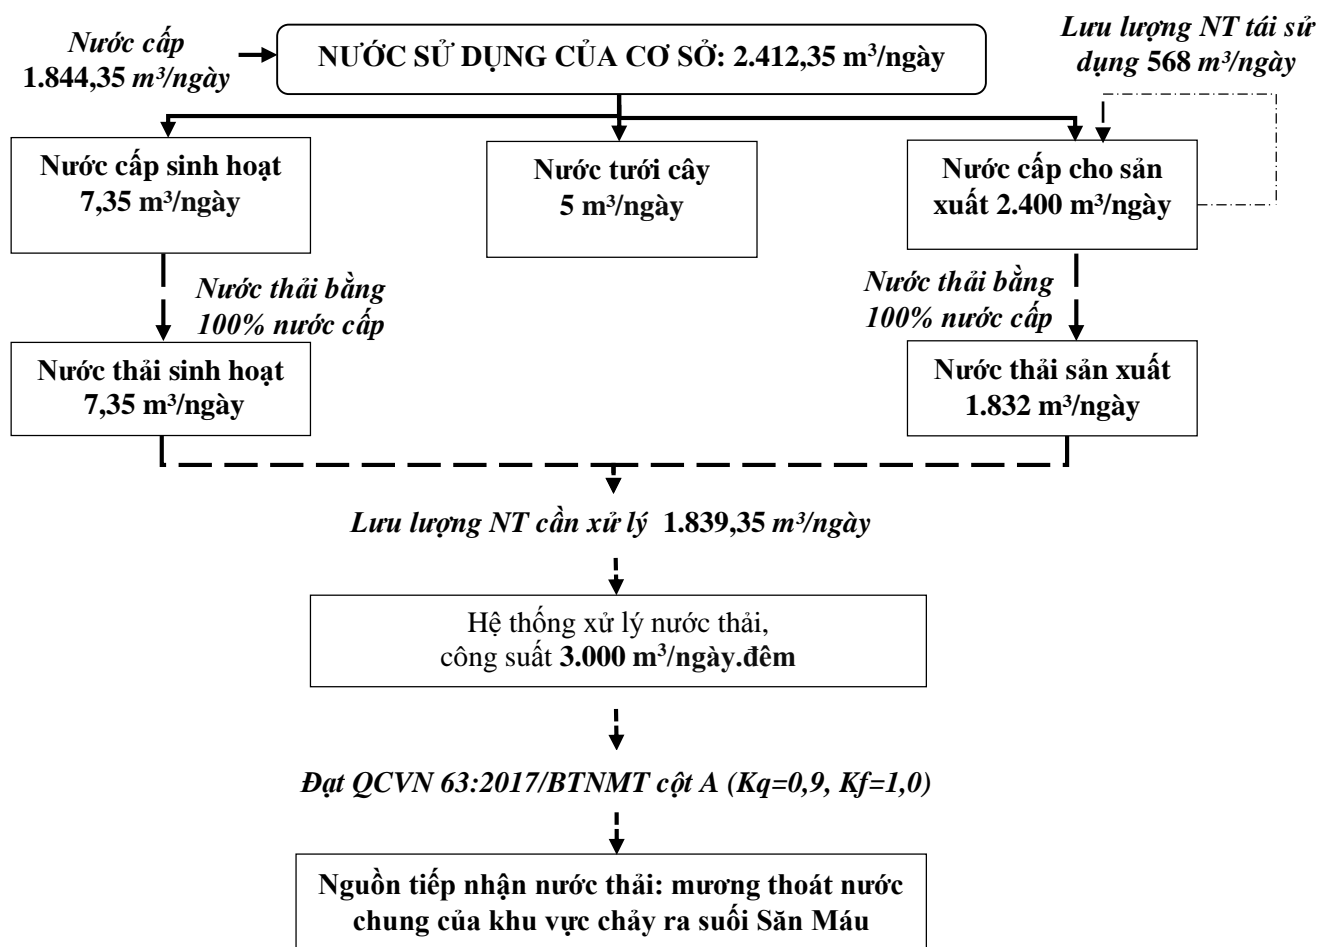 Nước cấp
1.844,35 m³/ngày
NƯỚC SỬ DỤNG CỦA CƠ SỞ: 2.412,35 m³/ngày
Lưu lượng NT tái sử
dụng 568 m³/ngày
Nước cấp sinh hoạt
7,35 m³/ngày
Nước tưới cây
5 m³/ngày
Nước cấp cho sản
xuất 2.400 m³/ngày
Nước thải bằng
100% nước cấp
Nước thải bằng
100% nước cấp
Nước thải sinh hoạt
7,35 m³/ngày
Nước thải sản xuất
1.832 m³/ngày
Lưu lượng NT cần xử lý 1.839,35 m³/ngày
Hệ thống xử lý nước thải,
công suất 3.000 m³/ngày.đêm
Đạt QCVN 63:2017/BTNMT cột A (Kq=0,9, Kf=1,0)
Nguồn tiếp nhận nước thải: mương thoát nước
chung của khu vực chảy ra suối Săn Máu